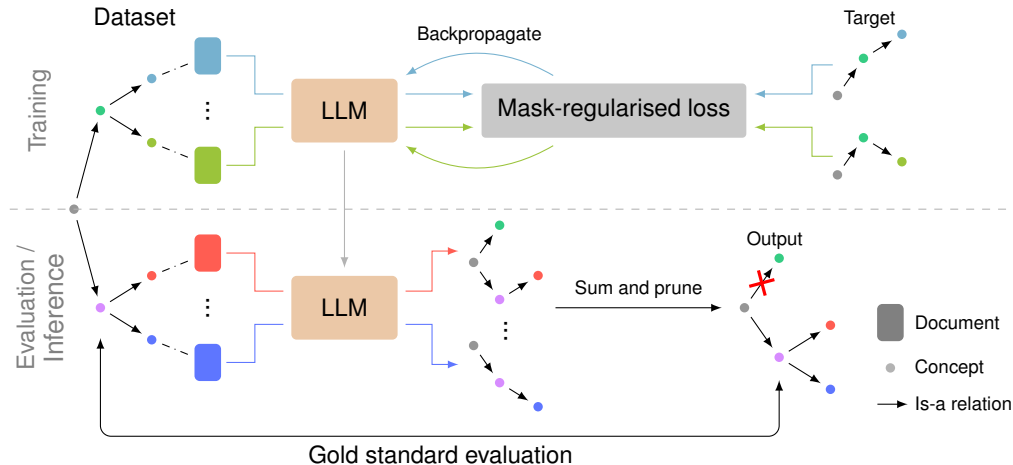 Dataset
Target
Backpropagate
Training
LLM
Mask-regularised loss
⋮
Evaluation /
Inference
LLM
⋮
⋮
Sum and prune
Output
Document
Concept
Is-a relation
Gold standard evaluation